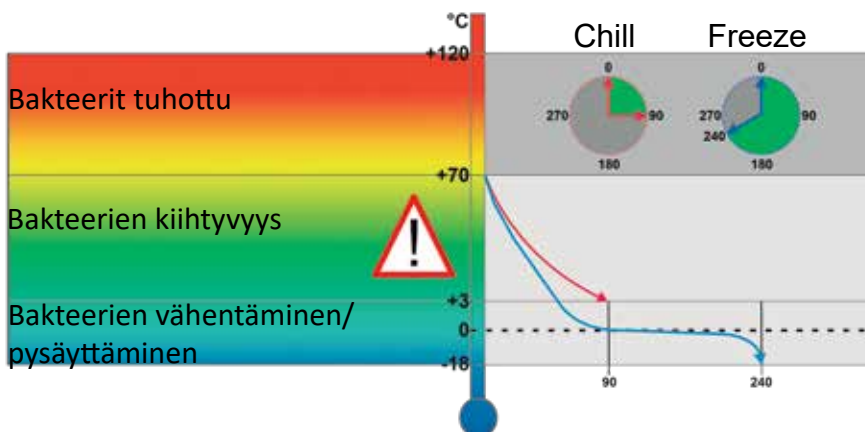 °C
Chill Freeze
+120
0 0
Bakteerit tuhottu
270 90 270 90
240
180 180
+70
Bakteerien kiihtyvyys
!
+3
Bakteerien vähentäminen/
0
pysäyttäminen
-18
90 240